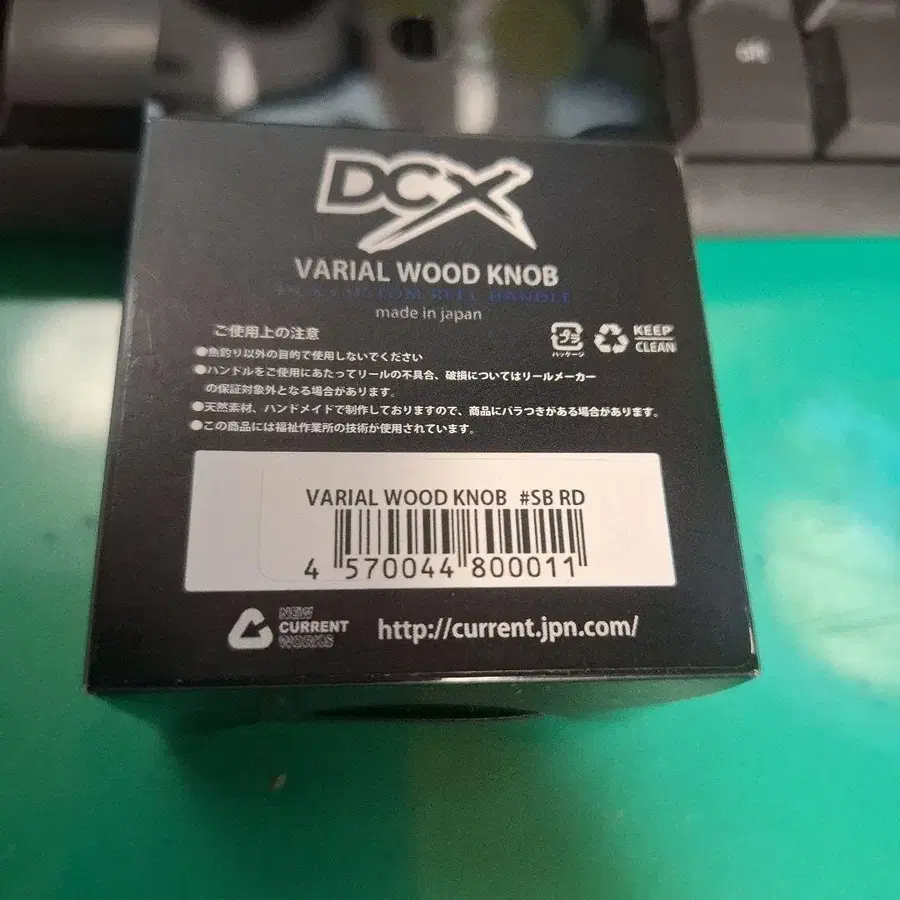 DCX
VARIAL WOOD KNOB
CUSTOM REEL HANDLE
made in japan
ご使用上の注意
プラ
パッケージ
KEEP
CLEAN
●魚釣り以外の目的で使用しないでください
●ハンドルをご使用にあたってリールの不具合、破損についてはリールメーカー
の保証対象外となる場合があります。
●天然素材、ハンドメイドで制作しておりますので、商品にバラつきがある場合があります。
●この商品には福祉作業所の技術が使用されています。
VARIAL WOOD KNOB #SB RD
4 570044 800011
NEW
CURRENT
WORKS
http://current.jpn.com/